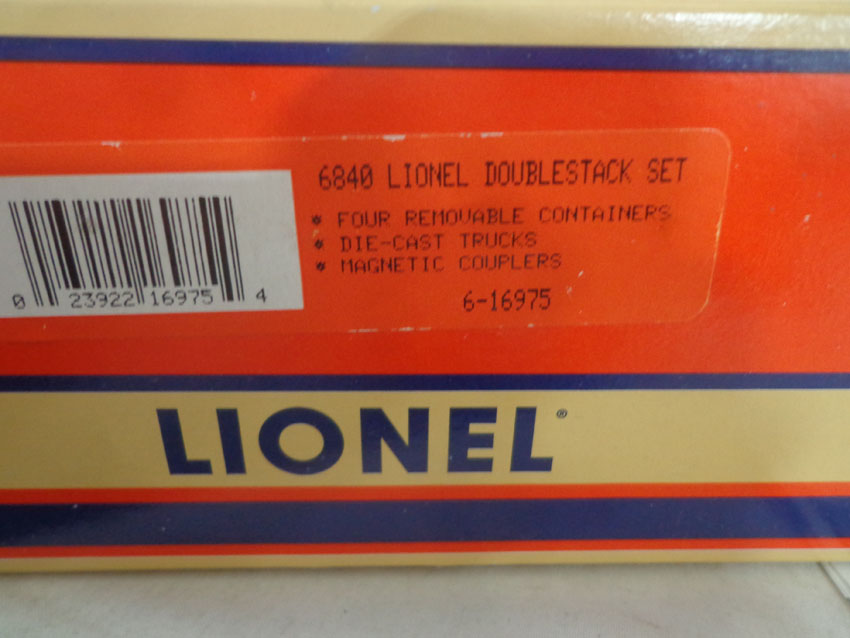 6840 LIONEL DOUBLESTACK SET
* FOUR REMOVABLE CONTAINERS
* DIE-CAST TRUCKS
* MAGNETIC COUPLERS
6-16975
0 23922 16975 4
LIONEL®